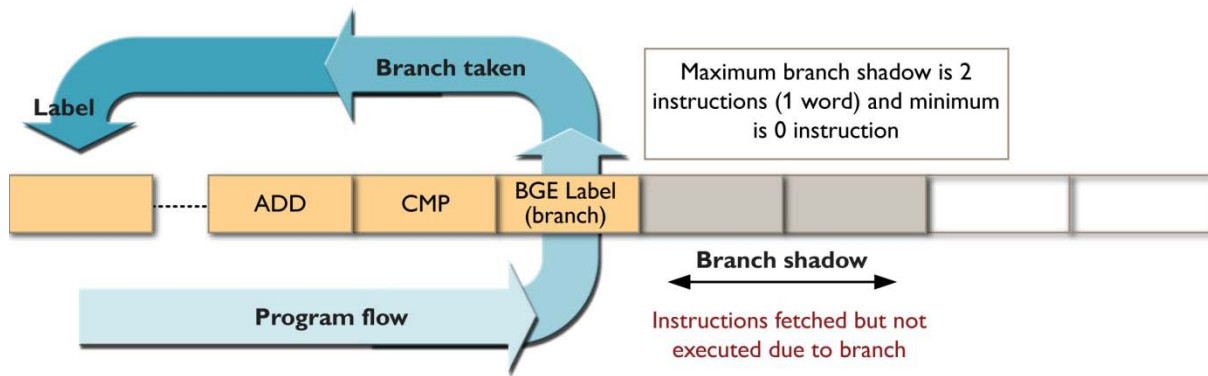 Branch taken
Label
Maximum branch shadow is 2
instructions (1 word) and minimum
is 0 instruction
ADD
CMP
BGE Label
(branch)
Branch shadow
Program flow
Instructions fetched but not
executed due to branch